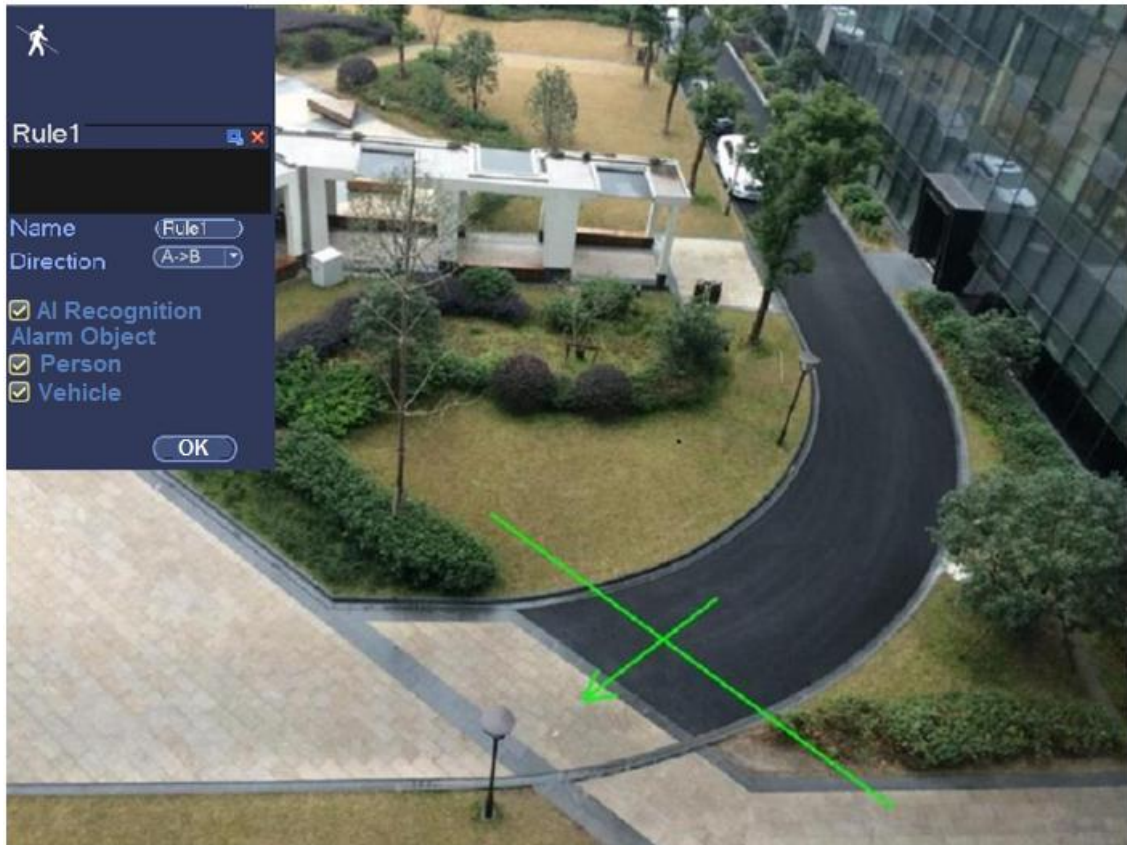 Rule1
Name Rule1
Direction A->B
AI Recognition
Alarm Object
Person
Vehicle
OK